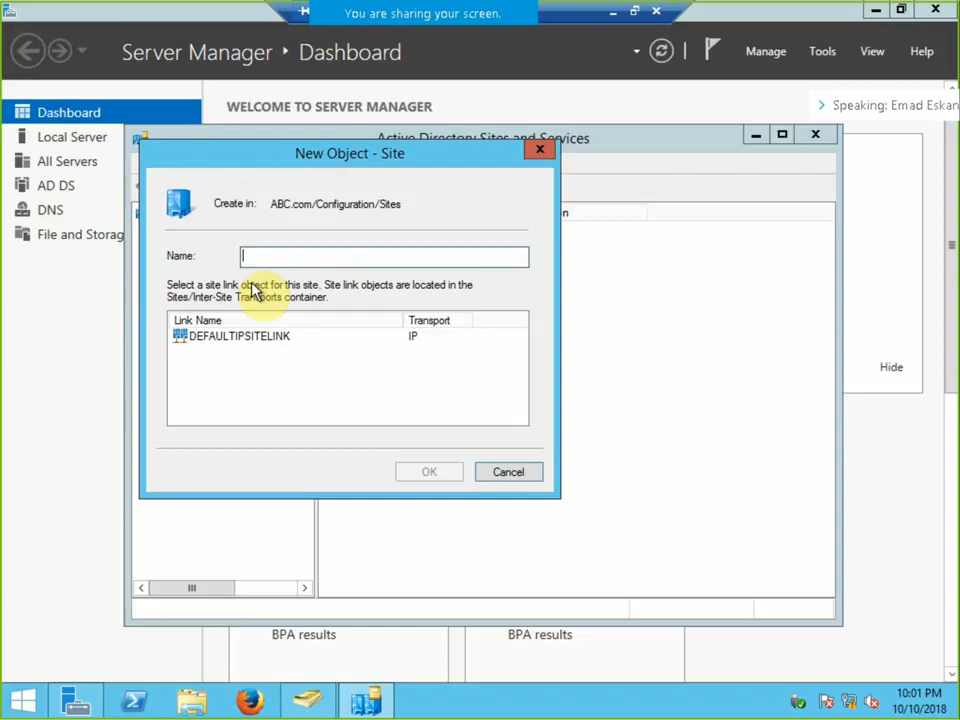 You are sharing your screen.
Server Manager ‣ Dashboard
Manage
Tools
View
Help
Dashboard
Local Server
All Servers
AD DS
DNS
File and Storag
WELCOME TO SERVER MANAGER
Speaking: Emad Eskan
Active Directory Sites and Services
New Object - Site
Create in: ABC.com/Configuration/Sites
Name:
Select a site link object for this site. Site link objects are located in the
Sites/Inter-Site Transports container.
Link Name
Transport
DEFAULTIPSITELINK
IP
OK
Cancel
Hide
BPA results
BPA results
10:01 PM
10/10/2018